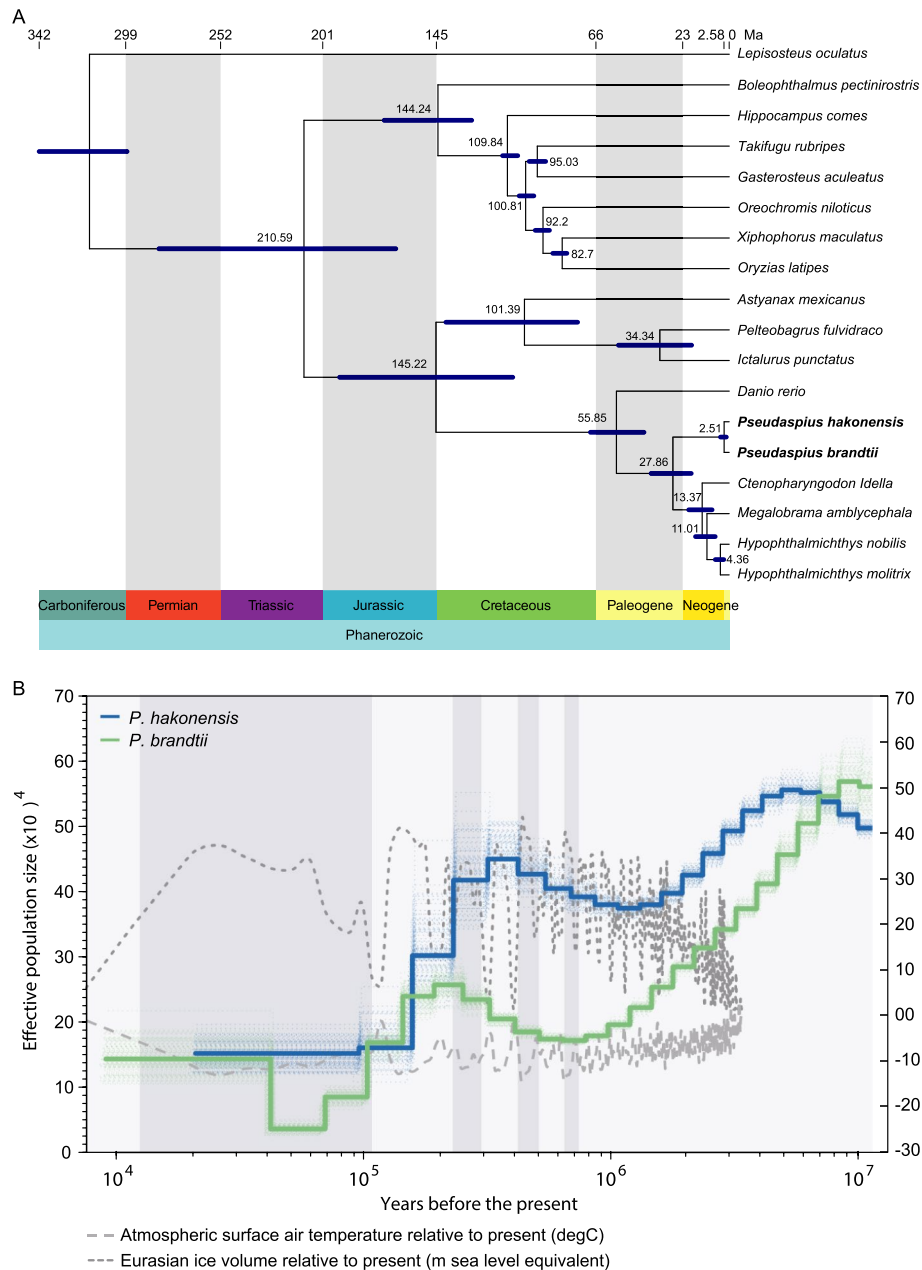 A
342 299 252 201 145 66 23 2.58 0 Ma
Lepisosteus oculatus
Boleophthalmus pectinirostris
144.24
Hippocampus comes
109.84
Takifugu rubripes
95.03
Gasterosteus aculeatus
100.81
Oreochromis niloticus
92.2
210.59
Xiphophorus maculatus
82.7
Oryzias latipes
Astyanax mexicanus
101.39
Pelteobagrus fulvidraco
34.34
Ictalurus punctatus
145.22
Danio rerio
55.85
Pseudaspius hakonensis
2.51
Pseudaspius brandtii
27.86
Ctenopharyngodon Idella
13.37
Megalobrama amblycephala
11.01
Hypophthalmichthys nobilis
4.36
Hypophthalmichthys molitrix
Carboniferous Permian Triassic Jurassic Cretaceous Paleogene Neogene
Phanerozoic
B
70 70
P. hakonensis
P. brandtii
60 60
50 50
40 40
30 30
20 20
10 10
0 00
-10
-20
-30
Effective population size (x10 )4
10^4 10^5 10^6 10^7
Years before the present
Atmospheric surface air temperature relative to present (degC)
Eurasian ice volume relative to present (m sea level equivalent)